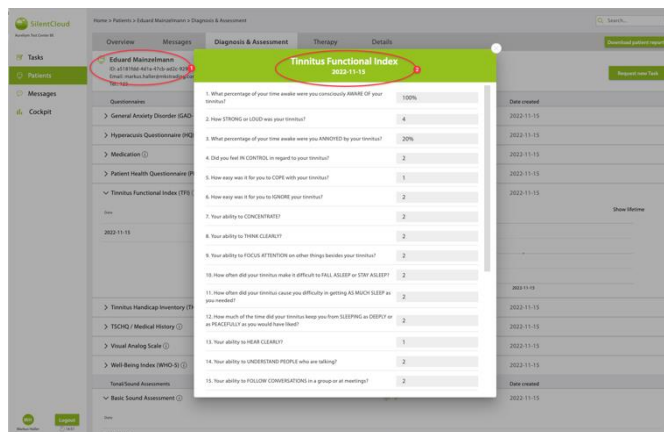 SilentCloud
Home > Patients > Eduard Mainzelmann > Diagnosis & Assessment
Search...
Tasks
Patients
Messages
Cockpit
Overview
Messages
Diagnosis & Assessment
Therapy
Details
Download patient report
Eduard Mainzelmann
Request new Task
Questionnaires
Date created
> General Anxiety Disorder (GAD-
2022-11-15
> Hyperacusis Questionnaire (HQ)
2022-11-15
> Medication
2022-11-15
> Patient Health Questionnaire (P
2022-11-15
Tinnitus Functional Index (TFI)
2022-11-15
Date
Show lifetime
2022-11-15
2022-11-15
> Tinnitus Handicap Inventory (TH
2022-11-15
> TSCHQ / Medical History
2022-11-15
> Visual Analog Scale
2022-11-15
> Well-Being Index (WHO-5)
2022-11-15
Tonal/Sound Assessments
Date created
Basic Sound Assessment
2022-11-15
Date
Logout
Tinnitus Functional Index
2022-11-15
1. What percentage of your time awake were you consciously AWARE OF your
tinnitus?
100%
2. How STRONG or LOUD was your tinnitus?
4
3. What percentage of your time awake were you ANNOYED by your tinnitus?
20%
4. Did you feel IN CONTROL in regard to your tinnitus?
2
5. How easy was it for you to COPE with your tinnitus?
1
6. How easy was it for you to IGNORE your tinnitus?
2
7. Your ability to CONCENTRATE?
2
8. Your ability to THINK CLEARLY?
2
9. Your ability to FOCUS ATTENTION on other things besides your tinnitus?
2
10. How often did your tinnitus make it difficult to FALL ASLEEP or STAY ASLEEP?
2
11. How often did your tinnitus cause you difficulty in getting AS MUCH SLEEP as
you needed?
2
12. How much of the time did your tinnitus keep you from SLEEPING as DEEPLY or
as PEACEFULLY as you would have liked?
2
13. Your ability to HEAR CLEARLY?
1
14. Your ability to UNDERSTAND PEOPLE who are talking?
2
15. Your ability to FOLLOW CONVERSATIONS in a group or at meetings?
2